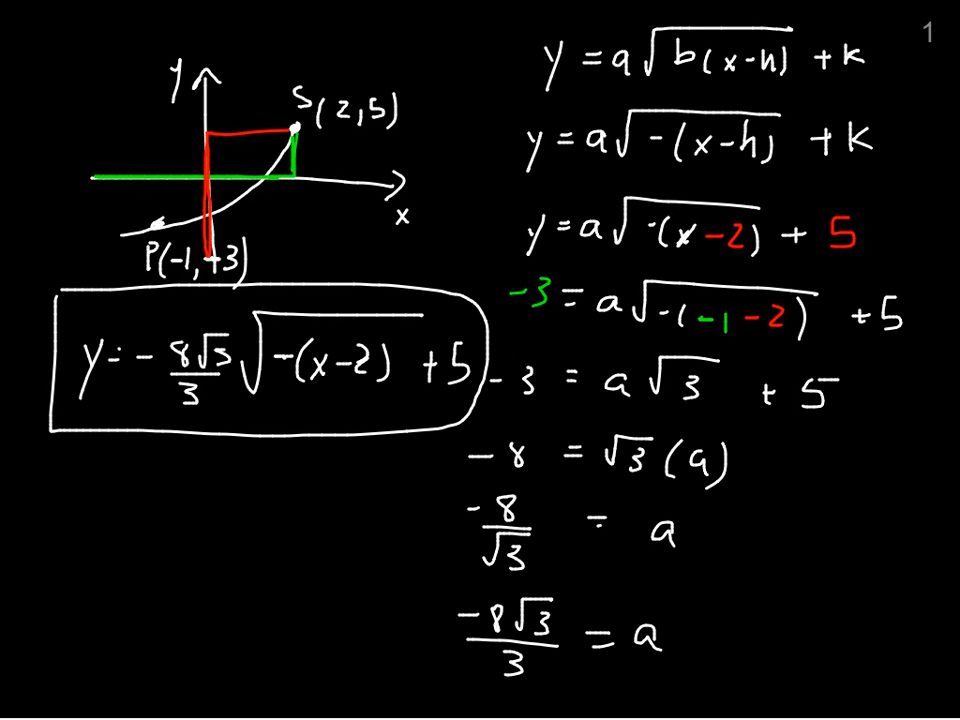 1
y
S(2,5)
x
P(-1,-3)
y = -8√3/3 √(-(x-2)) + 5
y = a√(b(x-h)) + k
y = a√(-(x-h)) + k
y = a√(-(x-2)) + 5
-3 = a√(-(-1-2)) + 5
-3 = a√3 + 5
-8 = √3(a)
-8/√3 = a
-8√3/3 = a